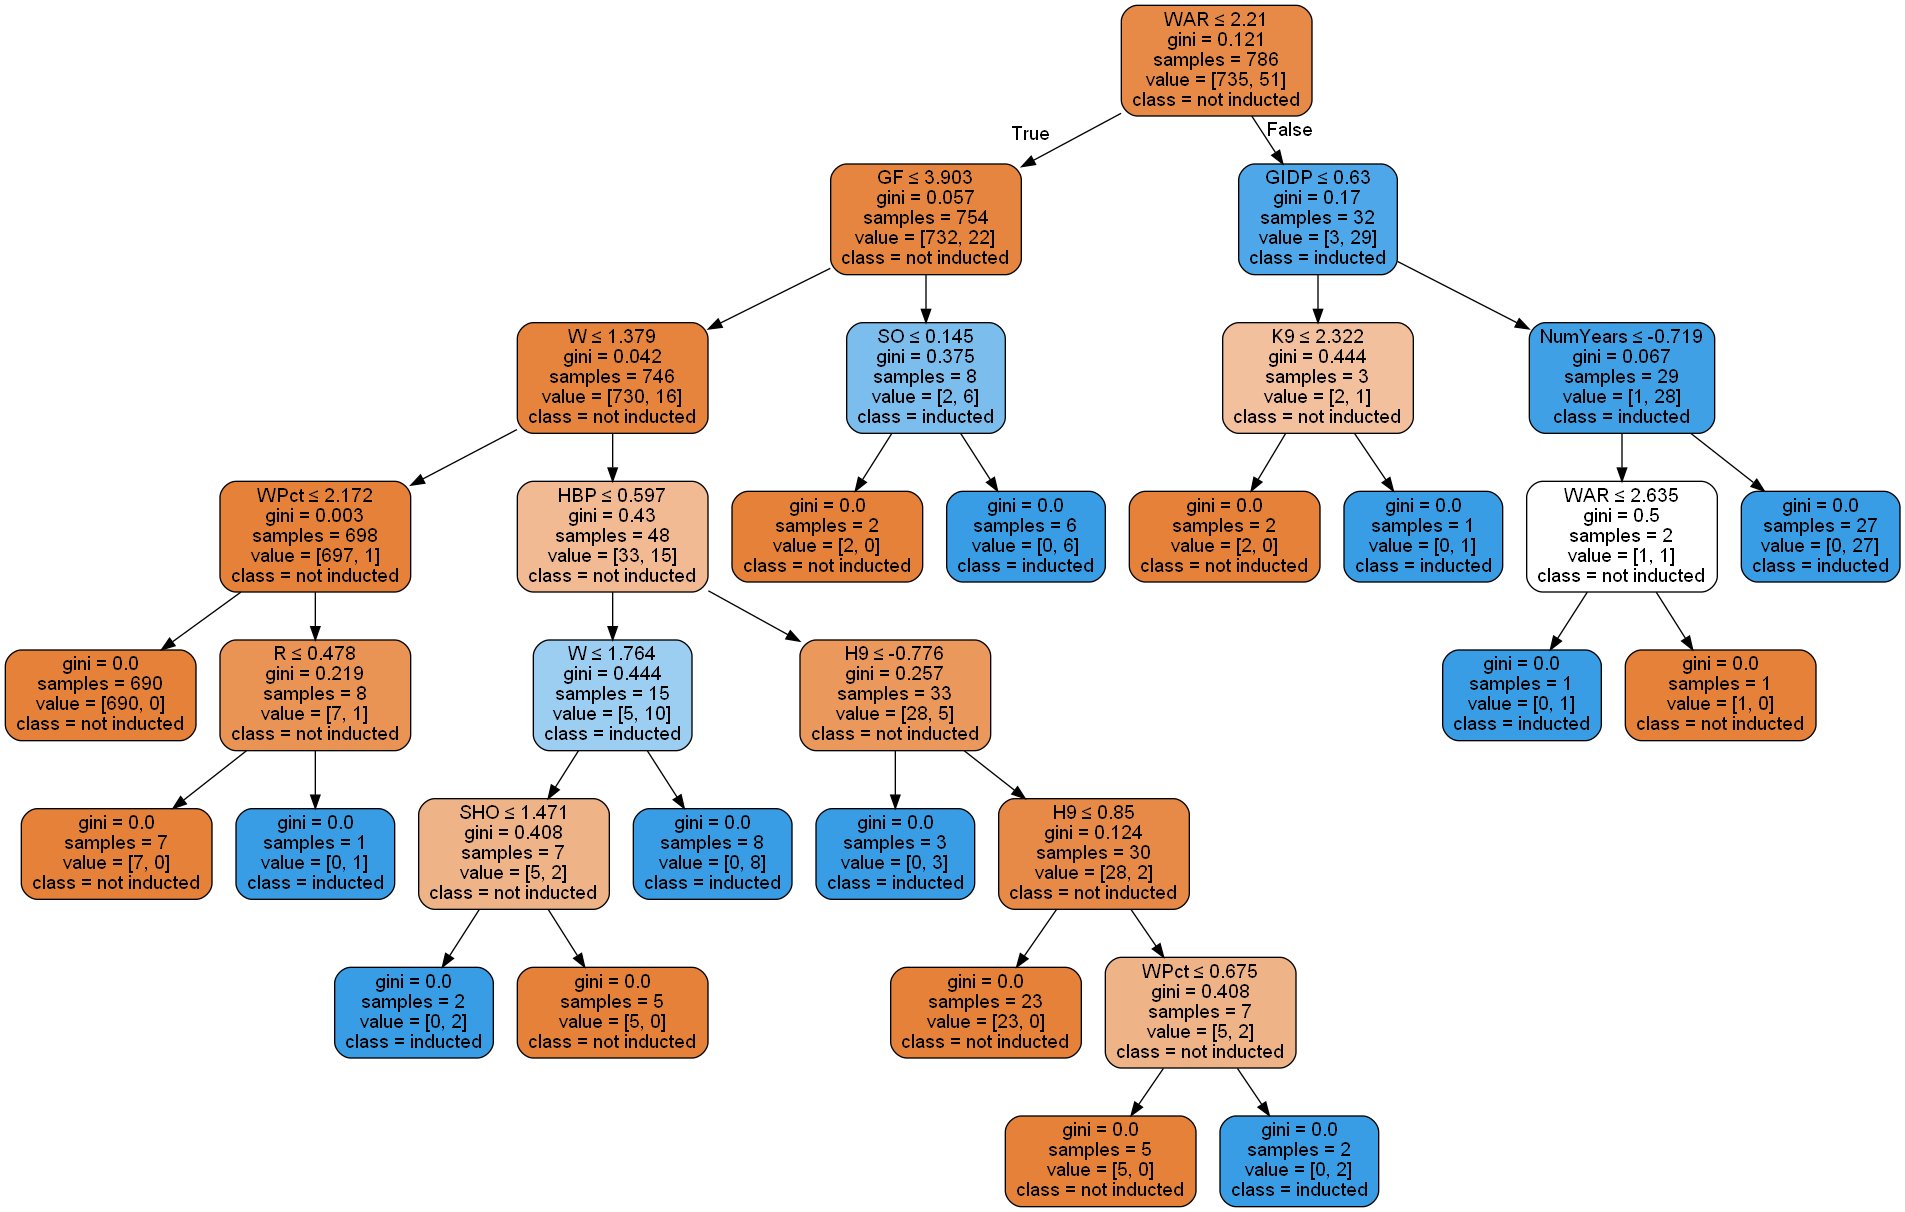 WAR ≤ 2.21
gini = 0.121
samples = 786
value = [735, 51]
class = not inducted
True
False
GF ≤ 3.903
gini = 0.057
samples = 754
value = [732, 22]
class = not inducted
GIDP ≤ 0.63
gini = 0.17
samples = 32
value = [3, 29]
class = inducted
W ≤ 1.379
gini = 0.042
samples = 746
value = [730, 16]
class = not inducted
SO ≤ 0.145
gini = 0.375
samples = 8
value = [2, 6]
class = inducted
K9 ≤ 2.322
gini = 0.444
samples = 3
value = [2, 1]
class = not inducted
NumYears ≤ -0.719
gini = 0.067
samples = 29
value = [1, 28]
class = inducted
WPct ≤ 2.172
gini = 0.003
samples = 698
value = [697, 1]
class = not inducted
HBP ≤ 0.597
gini = 0.43
samples = 48
value = [33, 15]
class = not inducted
gini = 0.0
samples = 2
value = [2, 0]
class = not inducted
gini = 0.0
samples = 6
value = [0, 6]
class = inducted
gini = 0.0
samples = 2
value = [2, 0]
class = not inducted
gini = 0.0
samples = 1
value = [0, 1]
class = inducted
WAR ≤ 2.635
gini = 0.5
samples = 2
value = [1, 1]
class = not inducted
gini = 0.0
samples = 27
value = [0, 27]
class = inducted
gini = 0.0
samples = 690
value = [690, 0]
class = not inducted
R ≤ 0.478
gini = 0.219
samples = 8
value = [7, 1]
class = not inducted
W ≤ 1.764
gini = 0.444
samples = 15
value = [5, 10]
class = inducted
H9 ≤ -0.776
gini = 0.257
samples = 33
value = [28, 5]
class = not inducted
gini = 0.0
samples = 1
value = [0, 1]
class = inducted
gini = 0.0
samples = 1
value = [1, 0]
class = not inducted
gini = 0.0
samples = 7
value = [7, 0]
class = not inducted
gini = 0.0
samples = 1
value = [0, 1]
class = inducted
SHO ≤ 1.471
gini = 0.408
samples = 7
value = [5, 2]
class = not inducted
gini = 0.0
samples = 8
value = [0, 8]
class = inducted
gini = 0.0
samples = 3
value = [0, 3]
class = inducted
H9 ≤ 0.85
gini = 0.124
samples = 30
value = [28, 2]
class = not inducted
gini = 0.0
samples = 2
value = [0, 2]
class = inducted
gini = 0.0
samples = 5
value = [5, 0]
class = not inducted
gini = 0.0
samples = 23
value = [23, 0]
class = not inducted
WPct ≤ 0.675
gini = 0.408
samples = 7
value = [5, 2]
class = not inducted
gini = 0.0
samples = 5
value = [5, 0]
class = not inducted
gini = 0.0
samples = 2
value = [0, 2]
class = inducted